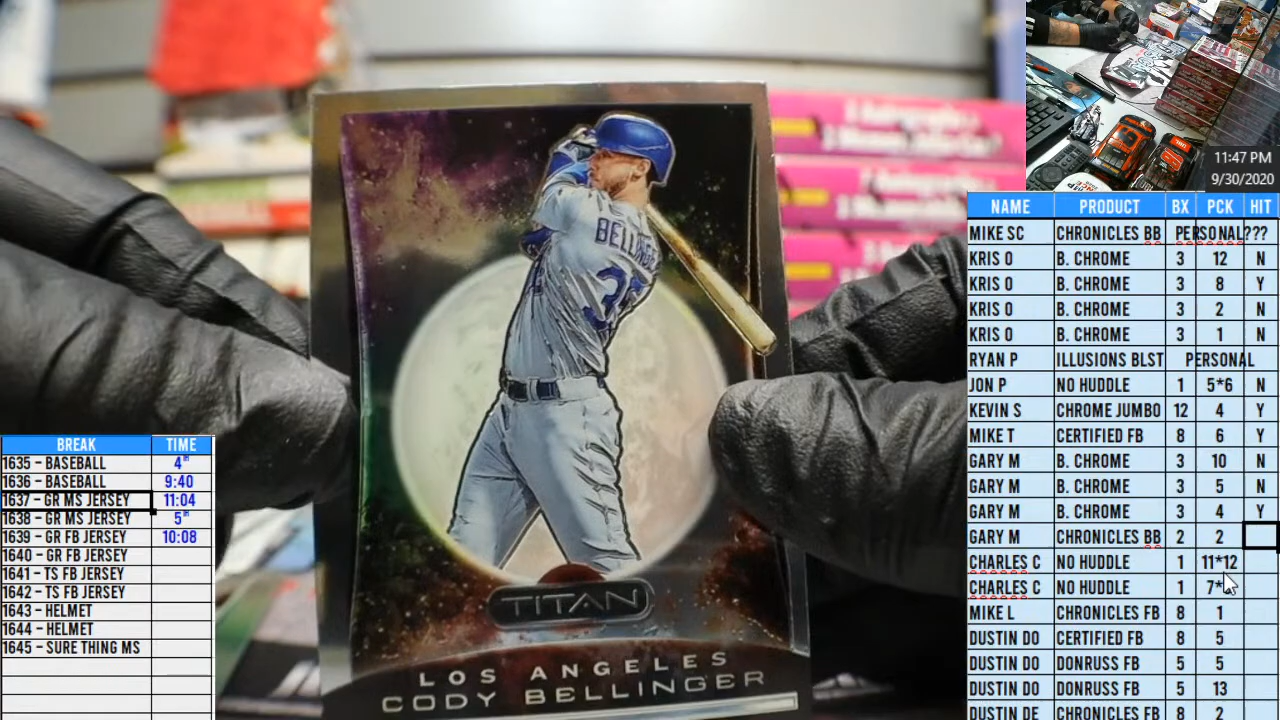 11:47 PM
9/30/2020
NAME PRODUCT BX PCK HIT
MIKE SC CHRONICLES BB PERSONAL???
KRIS O B. CHROME 3 12 N
KRIS O B. CHROME 3 8 Y
KRIS O B. CHROME 3 2 N
KRIS O B. CHROME 3 1 N
RYAN P ILLUSIONS BLST PERSONAL
JON P NO HUDDLE 1 5*6 N
KEVIN S CHROME JUMBO 12 4 Y
MIKE T CERTIFIED FB 8 6 Y
GARY M B. CHROME 3 10 N
GARY M B. CHROME 3 5 N
GARY M B. CHROME 3 4 Y
GARY M CHRONICLES BB 2 2
CHARLES C NO HUDDLE 1 11*12
CHARLES C NO HUDDLE 1 7*
MIKE L CHRONICLES FB 8 1
DUSTIN DO CERTIFIED FB 8 5
DUSTIN DO DONRUSS FB 5 5
DUSTIN DO DONRUSS FB 5 13
DUSTIN DE CERTIFIED FB 8 2
BREAK TIME
1635 – BASEBALL 4th
1636 – BASEBALL 9:40
1637 – GR MS JERSEY 11:04
1638 – GR MS JERSEY 5th
1639 – GR FB JERSEY 10:08
1640 – GR FB JERSEY
1641 – TS FB JERSEY
1642 – TS FB JERSEY
1643 – HELMET
1644 – HELMET
1645 – SURE THING MS
BELLINGE
35
TITAN
LOS ANGELES
CODY BELLINGER